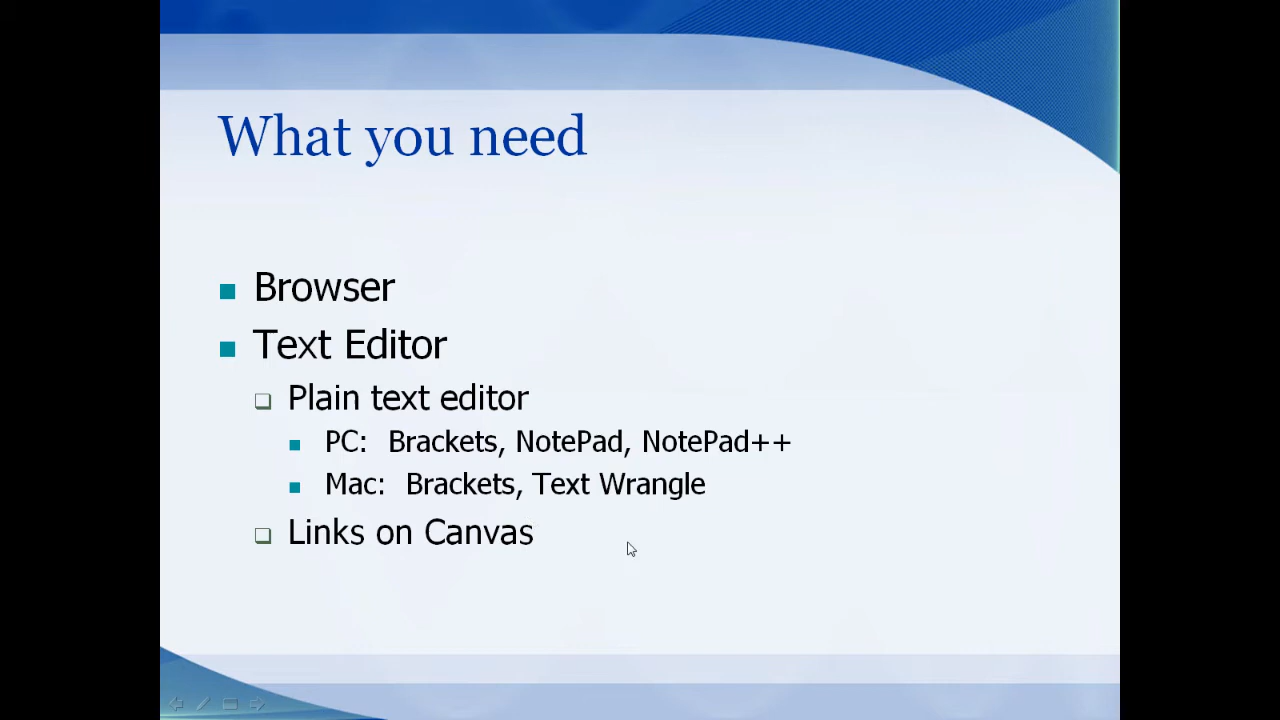 What you need
Browser
Text Editor
Plain text editor
PC: Brackets, NotePad, NotePad++
Mac: Brackets, Text Wrangle
Links on Canvas